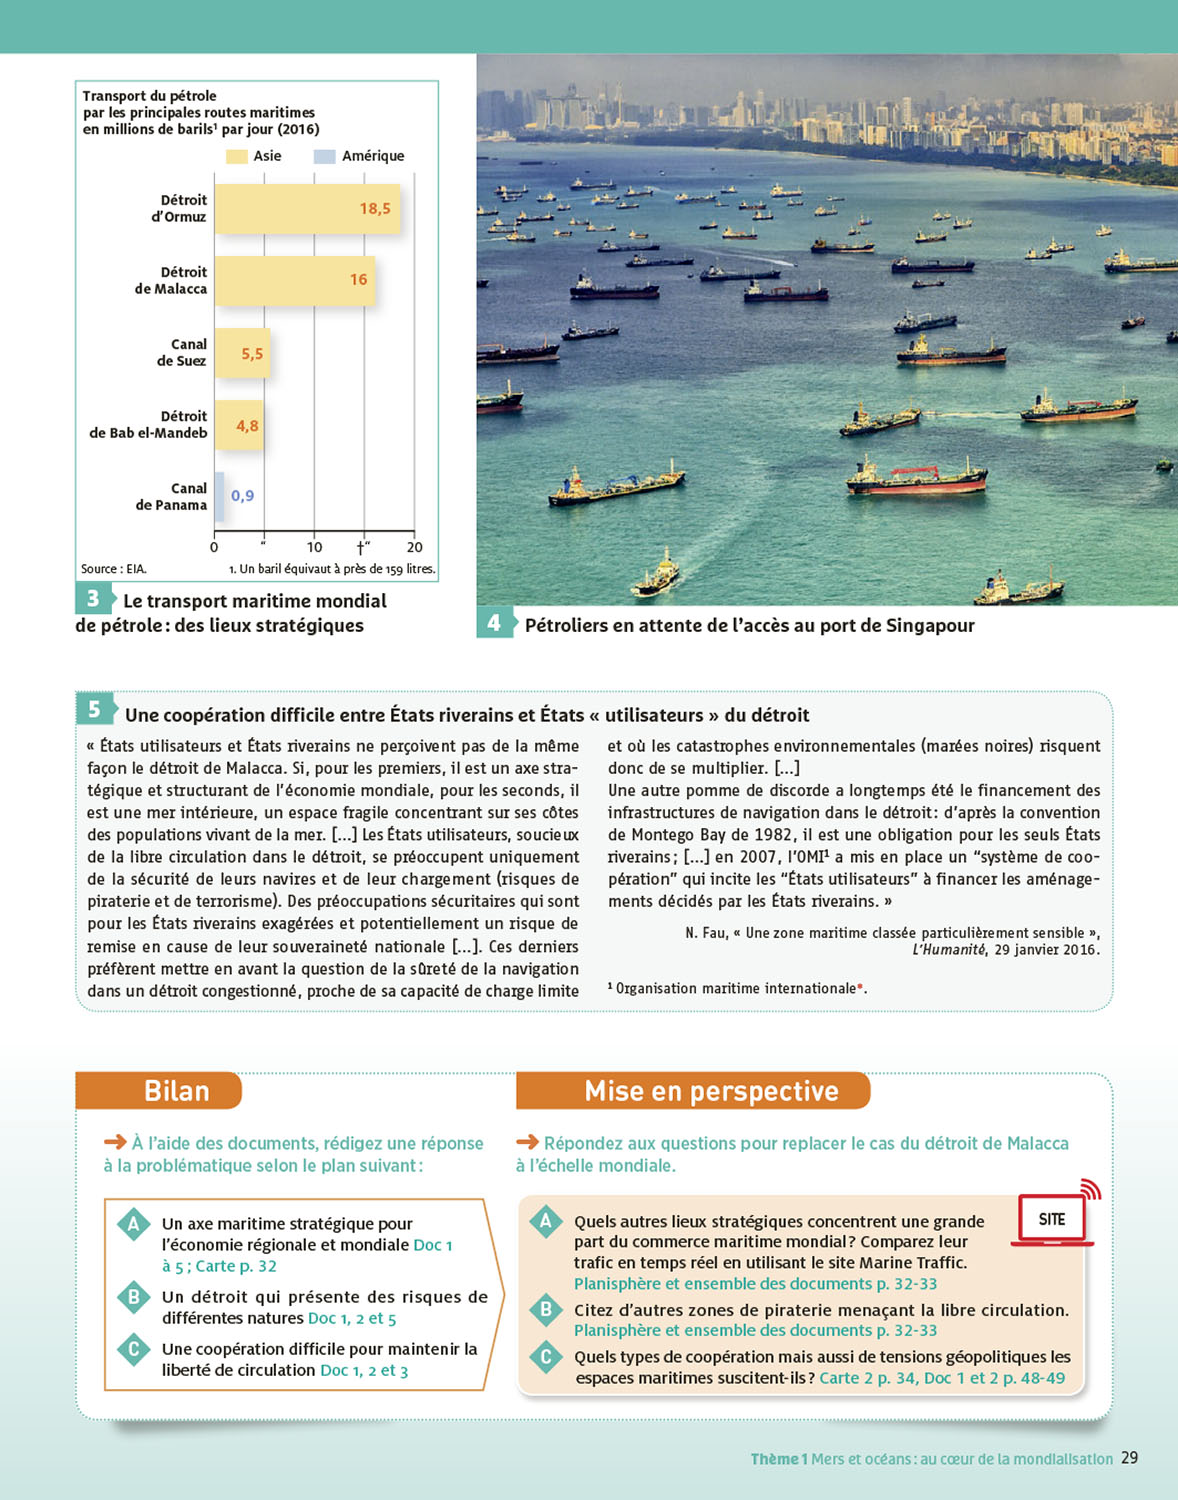 Transport du pétrole
par les principales routes maritimes
en millions de barils¹ par jour (2016)
Asie
Amérique
Détroit
d'Ormuz
18,5
Détroit
de Malacca
16
Canal
de Suez
5,5
Détroit
de Bab el-Mandeb
4,8
Canal
de Panama
0,9
0 “ 10 †“ 20
Source : EIA.
1. Un baril équivaut à près de 159 litres.
3 Le transport maritime mondial
de pétrole : des lieux stratégiques
4 Pétroliers en attente de l'accès au port de Singapour
5 Une coopération difficile entre États riverains et États « utilisateurs » du détroit
« États utilisateurs et États riverains ne perçoivent pas de la même
façon le détroit de Malacca. Si, pour les premiers, il est un axe stra-
tégique et structurant de l'économie mondiale, pour les seconds, il
est une mer intérieure, un espace fragile concentrant sur ses côtes
des populations vivant de la mer. [...] Les États utilisateurs, soucieux
de la libre circulation dans le détroit, se préoccupent uniquement
de la sécurité de leurs navires et de leur chargement (risques de
piraterie et de terrorisme). Des préoccupations sécuritaires qui sont
pour les États riverains exagérées et potentiellement un risque de
remise en cause de leur souveraineté nationale [...]. Ces derniers
préfèrent mettre en avant la question de la sûreté de la navigation
dans un détroit congestionné, proche de sa capacité de charge limite
et où les catastrophes environnementales (marées noires) risquent
donc de se multiplier. [...]
Une autre pomme de discorde a longtemps été le financement des
infrastructures de navigation dans le détroit : d'après la convention
de Montego Bay de 1982, il est une obligation pour les seuls États
riverains ; [...] en 2007, l'OMI¹ a mis en place un “système de coo-
pération” qui incite les “États utilisateurs” à financer les aménage-
ments décidés par les États riverains. »
N. Fau, « Une zone maritime classée particulièrement sensible »,
L'Humanité, 29 janvier 2016.
¹ Organisation maritime internationale*.
Bilan
➜ À l'aide des documents, rédigez une réponse
à la problématique selon le plan suivant :
A Un axe maritime stratégique pour
l'économie régionale et mondiale Doc 1
à 5 ; Carte p. 32
B Un détroit qui présente des risques de
différentes natures Doc 1, 2 et 5
C Une coopération difficile pour maintenir la
liberté de circulation Doc 1, 2 et 3
Mise en perspective
➜ Répondez aux questions pour replacer le cas du détroit de Malacca
à l'échelle mondiale.
SITE
A Quels autres lieux stratégiques concentrent une grande
part du commerce maritime mondial ? Comparez leur
trafic en temps réel en utilisant le site Marine Traffic.
Planisphère et ensemble des documents p. 32-33
B Citez d'autres zones de piraterie menaçant la libre circulation.
Planisphère et ensemble des documents p. 32-33
C Quels types de coopération mais aussi de tensions géopolitiques les
espaces maritimes suscitent-ils ? Carte 2 p. 34, Doc 1 et 2 p. 48-49
Thème 1 Mers et océans : au cœur de la mondialisation 29